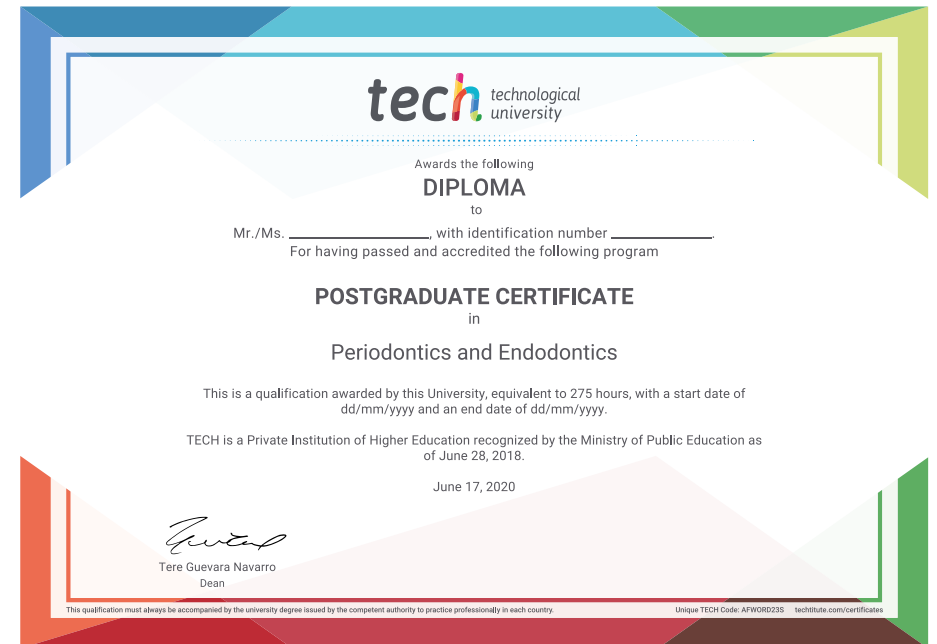 tech technological
university
Awards the following
DIPLOMA
to
Mr./Ms. ____________________, with identification number ______________.
For having passed and accredited the following program
POSTGRADUATE CERTIFICATE
in
Periodontics and Endodontics
This is a qualification awarded by this University, equivalent to 275 hours, with a start date of
dd/mm/yyyy and an end date of dd/mm/yyyy.
TECH is a Private Institution of Higher Education recognized by the Ministry of Public Education as
of June 28, 2018.
June 17, 2020
Tere Guevara Navarro
Dean
This qualification must always be accompanied by the university degree issued by the competent authority to practice professionally in each country. Unique TECH Code: AFWORD23S techtitute.com/certificates